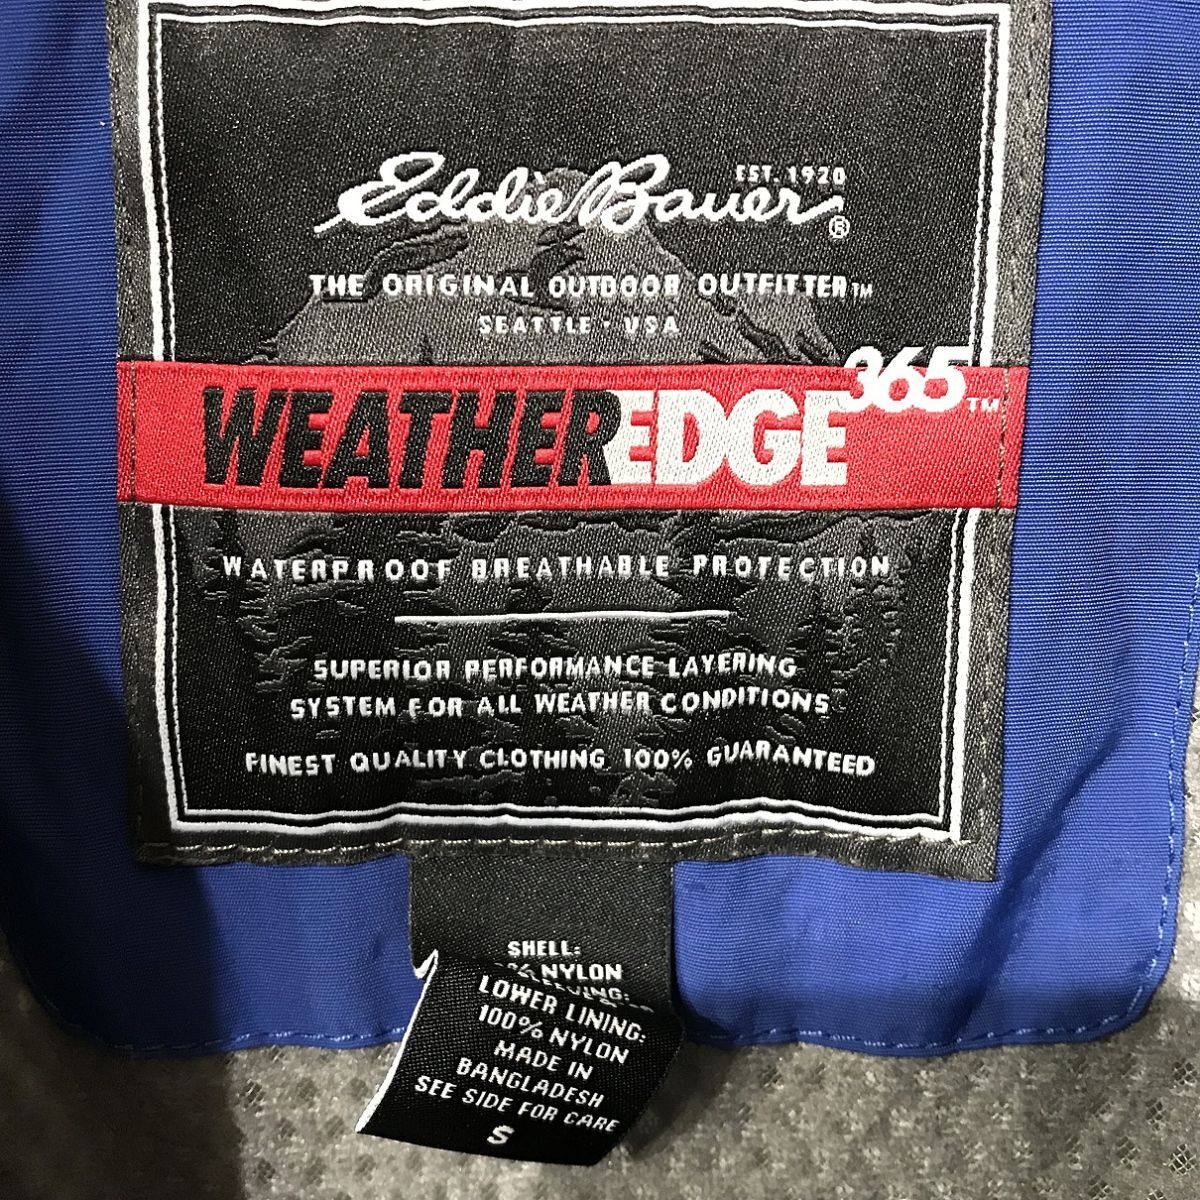 Eddie Bauer®
EST. 1920
THE ORIGINAL OUTDOOR OUTFITTER™
SEATTLE · USA
WEATHEREDGE 365™
WATERPROOF BREATHABLE PROTECTION
SUPERIOR PERFORMANCE LAYERING
SYSTEM FOR ALL WEATHER CONDITIONS
FINEST QUALITY CLOTHING 100% GUARANTEED
SHELL:
% NYLON
LOWER LINING:
100% NYLON
MADE IN
BANGLADESH
SEE SIDE FOR CARE
S